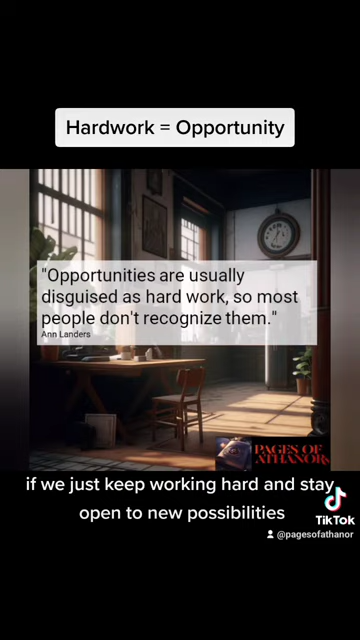 Hardwork = Opportunity
"Opportunities are usually
disguised as hard work, so most
people don't recognize them."
Ann Landers
PAGES OF
ATHANOR
if we just keep working hard and stay
open to new possibilities
TikTok
@pagesofathanor